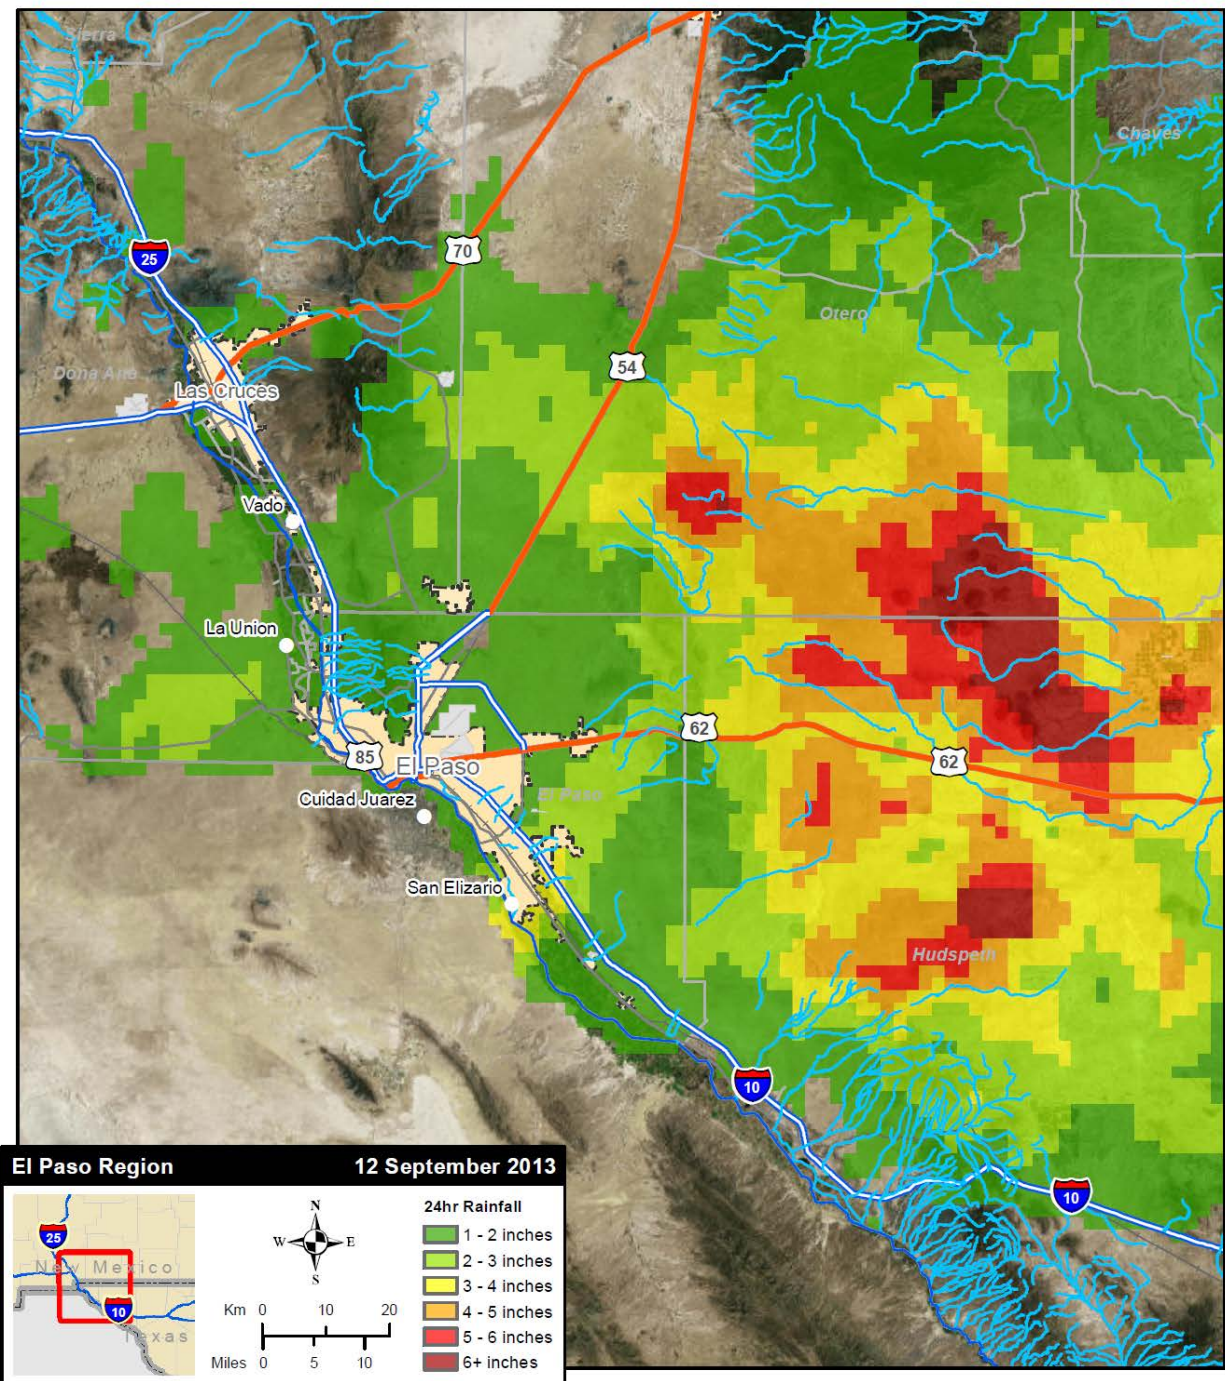 Sierra
Chaves
70
25
Otero
54
Dona Ana
Las Cruces
Vado
La Union
62
85
62
El Paso
Cuidad Juarez
El Paso
San Elizario
Hudspeth
10
10
El Paso Region
12 September 2013
24hr Rainfall
1 - 2 inches
2 - 3 inches
3 - 4 inches
4 - 5 inches
5 - 6 inches
6+ inches
N
W E
S
Km 0 10 20
Miles 0 5 10
25
New Mexico
10
Texas